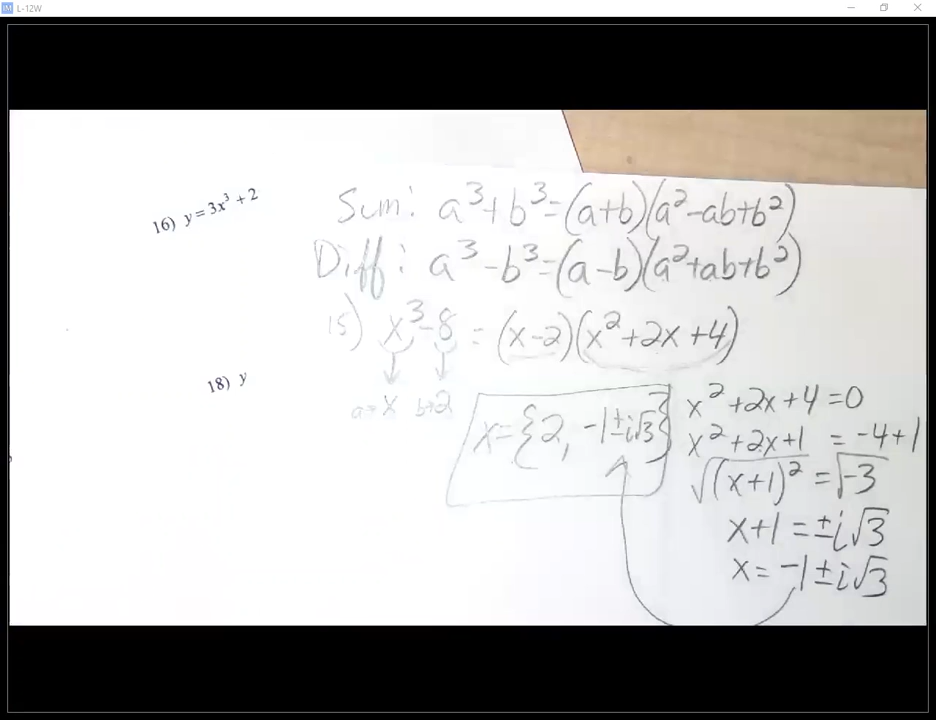 L-12W
16) y = 3x³ + 2
Sum: a³+b³=(a+b)(a²-ab+b²)
Diff: a³-b³=(a-b)(a²+ab+b²)
15) x³-8 = (x-2)(x²+2x+4)
18) y
a=x b=2
x={2, -1±i√3}
x²+2x+4=0
x²+2x+1 = -4+1
√(x+1)² = √-3
x+1 = ±i√3
x= -1±i√3